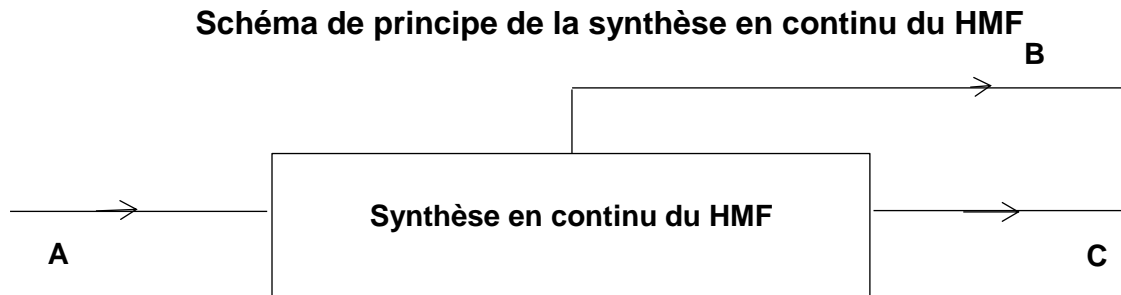 Schéma de principe de la synthèse en continu du HMF
B
Synthèse en continu du HMF
A
C